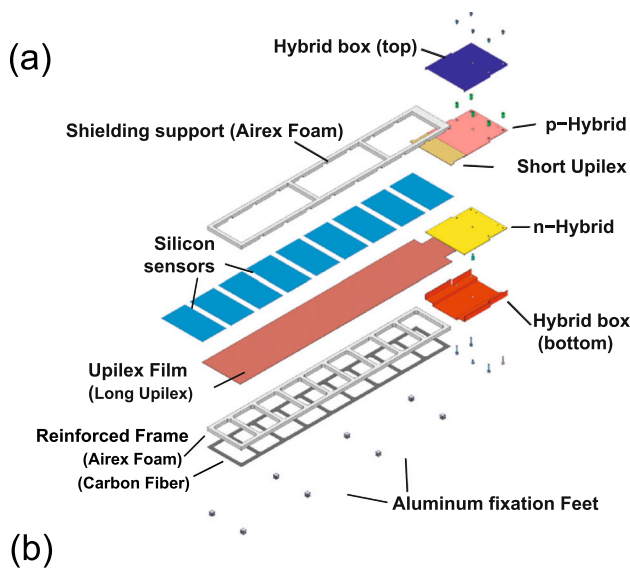 (a)
Hybrid box (top)
Shielding support (Airex Foam)
p−Hybrid
Short Upilex
Silicon
sensors
n−Hybrid
Hybrid box
(bottom)
Upilex Film
(Long Upilex)
Reinforced Frame
(Airex Foam)
(Carbon Fiber)
Aluminum fixation Feet
(b)